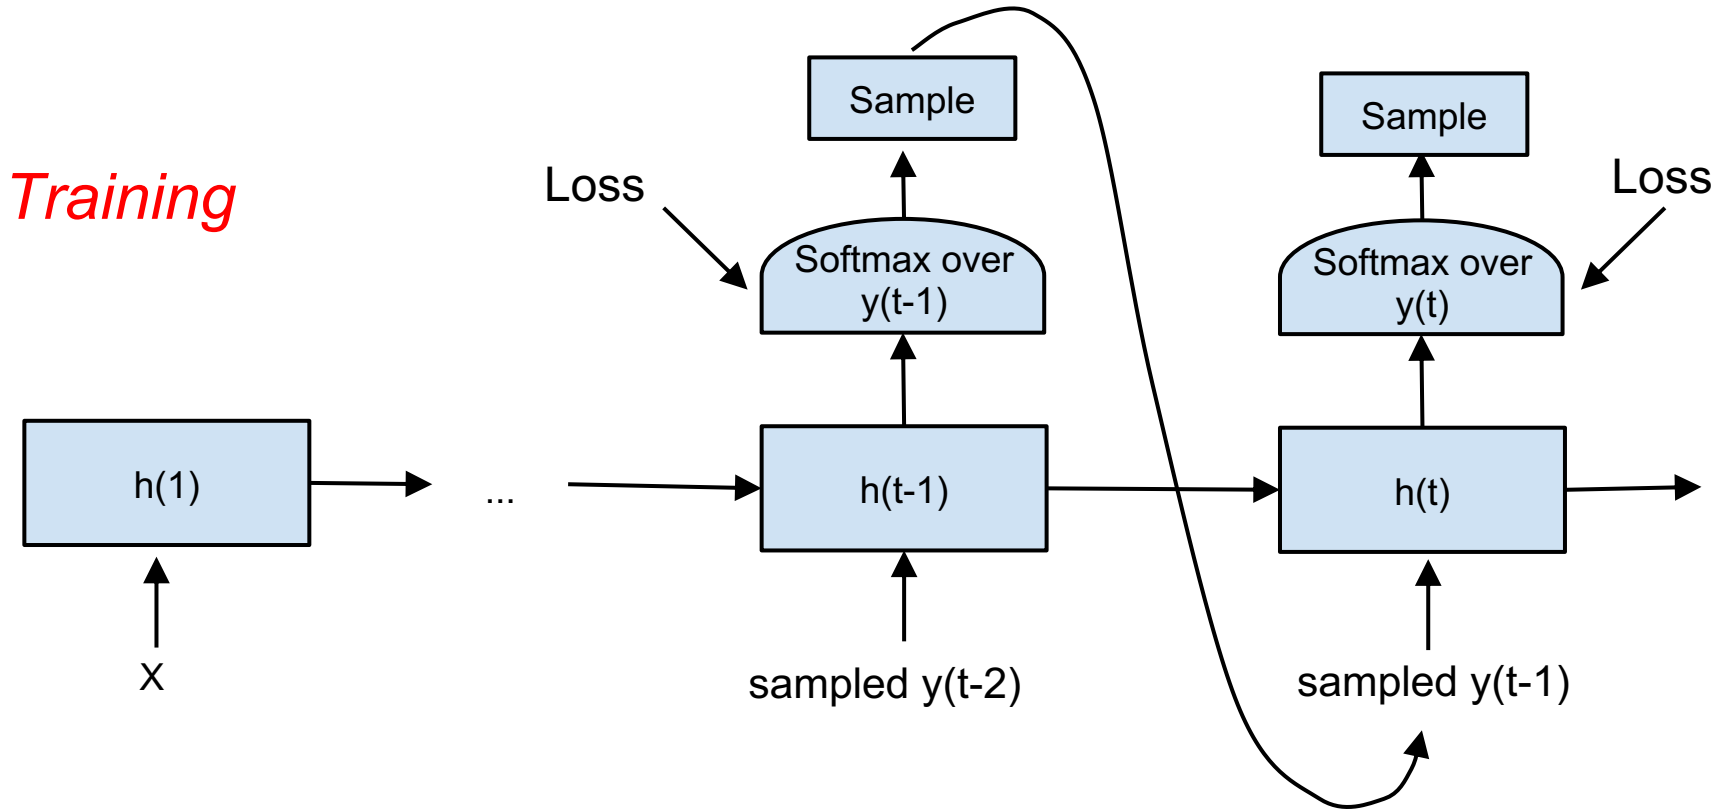 Sample
Sample
Training
Loss
Loss
Softmax over
y(t-1)
Softmax over
y(t)
h(1)
...
h(t-1)
h(t)
X
sampled y(t-2)
sampled y(t-1)